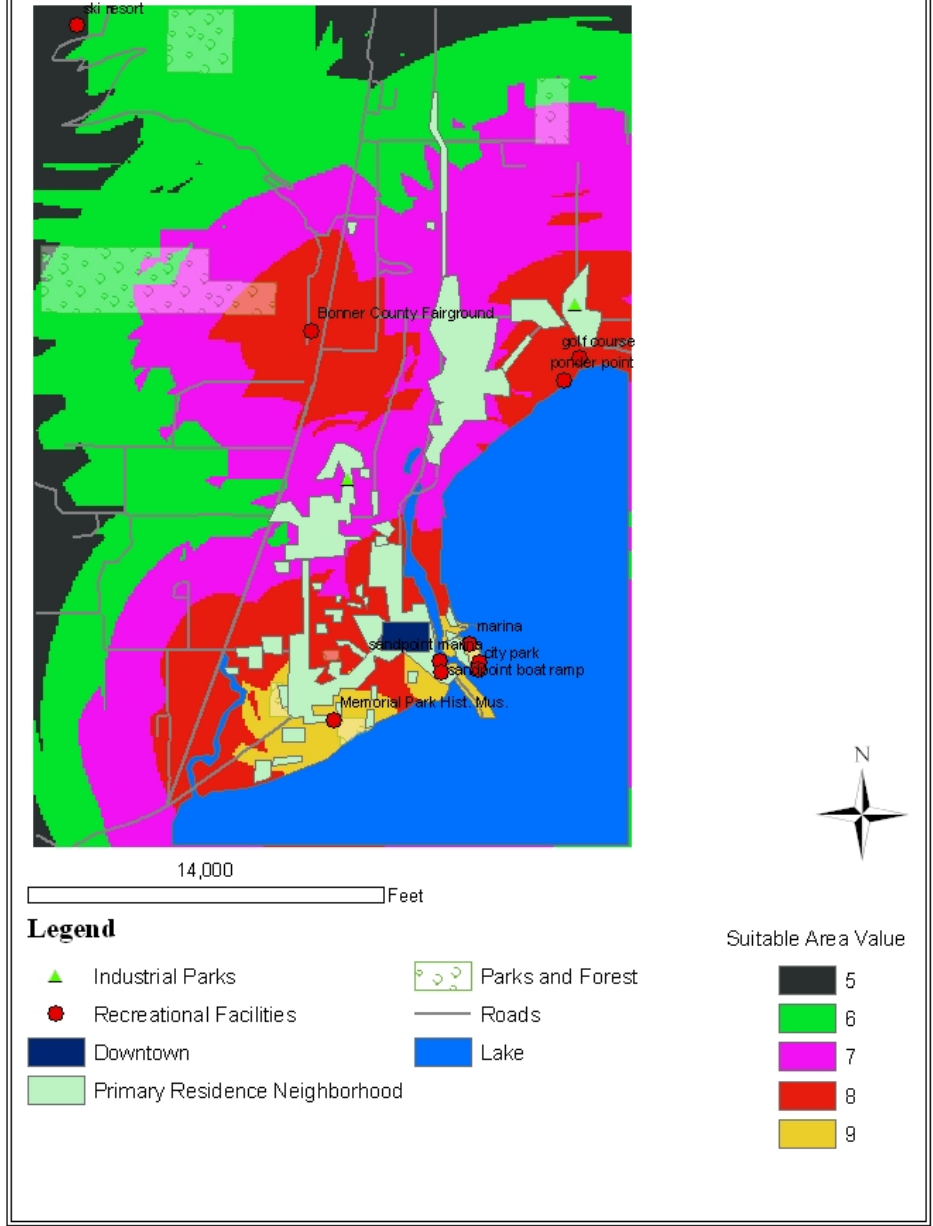 ski resort
Bonner County Fairground
golf course
ponder point
marina
sandpoint marina
city park
sandpoint boat ramp
Memorial Park Hist. Mus.
N
14,000
Feet
Legend
Suitable Area Value
Industrial Parks
Parks and Forest
5
Recreational Facilities
Roads
6
Downtown
Lake
7
Primary Residence Neighborhood
8
9